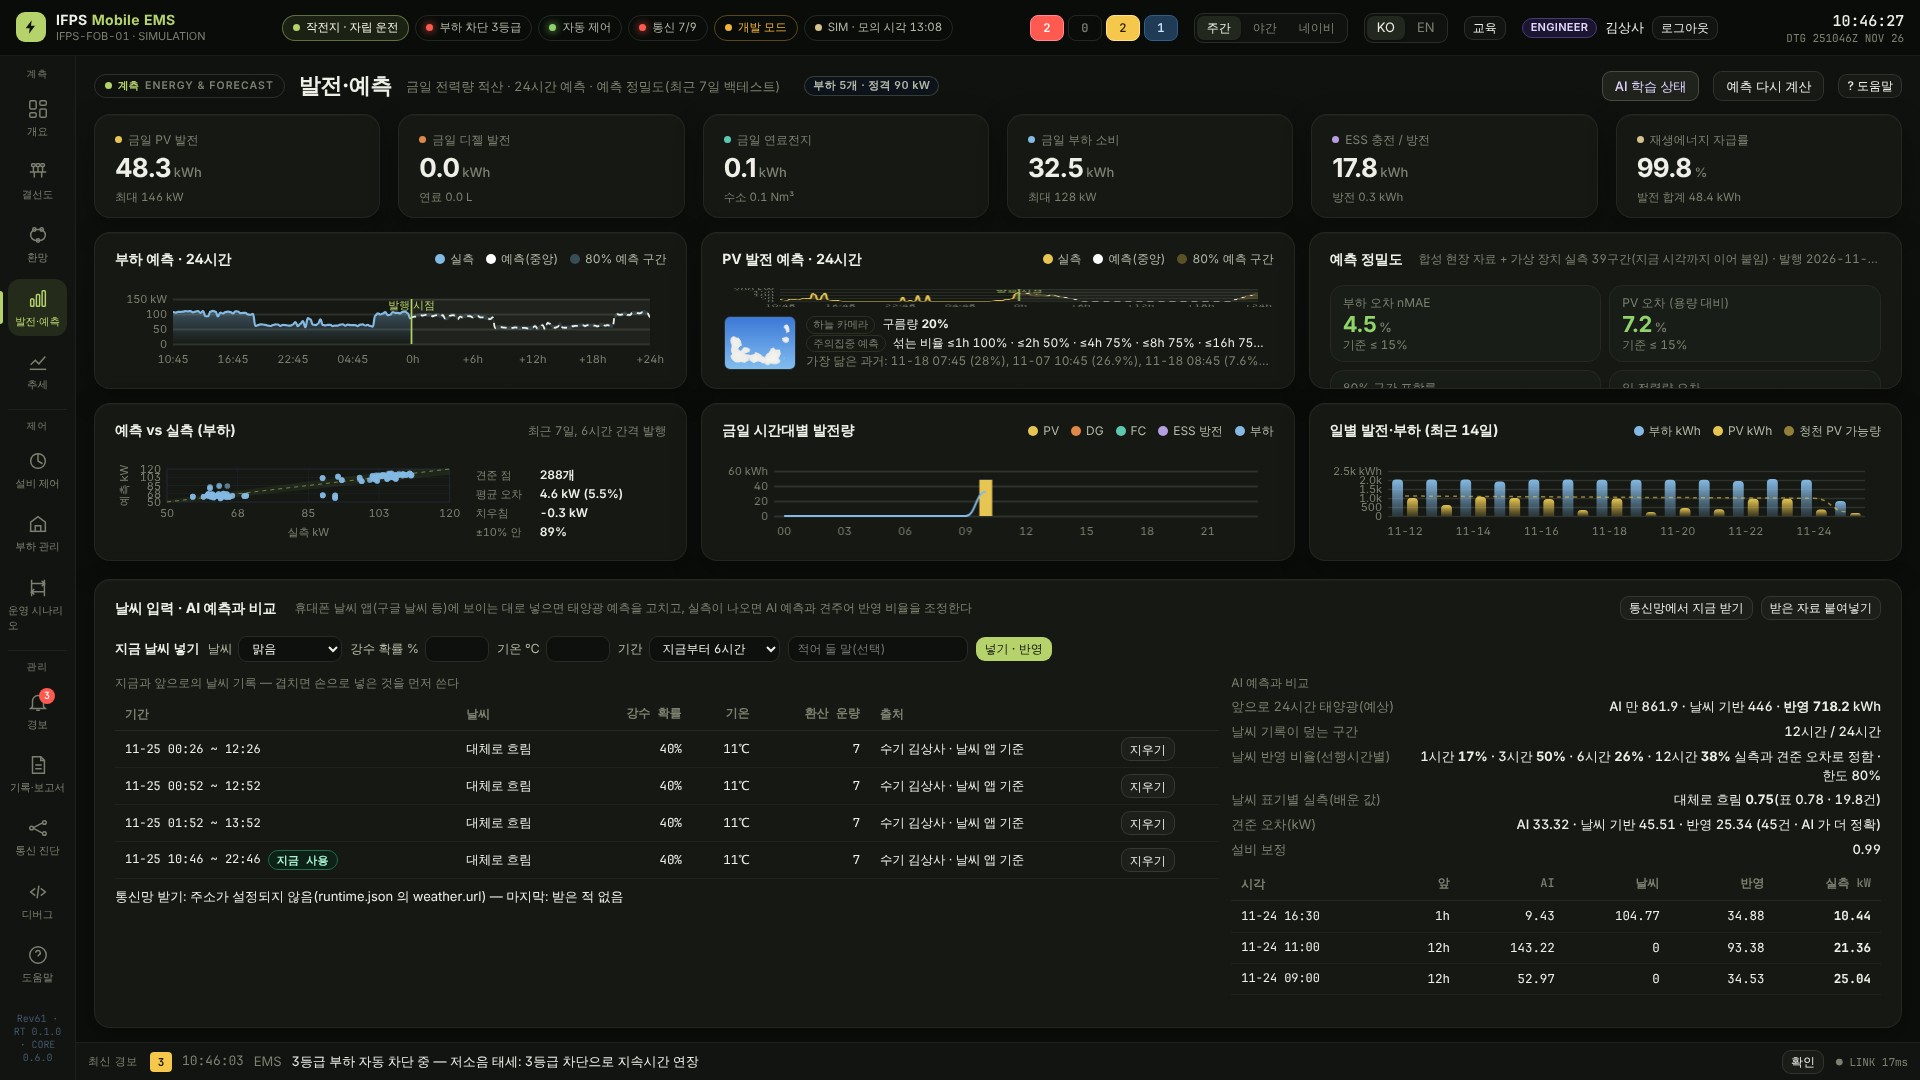 IFPS Mobile EMS
IFPS-FOB-01 · SIMULATION
작전지 · 자립 운전
부하 차단 3등급
자동 제어
통신 7/9
개발 모드
SIM · 모의 시각 13:08
2 0 2 1
주간 야간 네이비
KO EN
교육
ENGINEER 김상사 로그아웃
10:46:27
DTG 251046Z NOV 26
계측
개요
결선도
환망
발전·예측
추세
제어
설비 제어
부하 관리
운영 시나리
오
관리
3
경보
기록·보고서
통신 진단
디버그
도움말
Rev61 ·
RT 0.1.0
· CORE
0.6.0
계측 ENERGY & FORECAST
발전·예측
금일 전력량 적산 · 24시간 예측 · 예측 정밀도(최근 7일 백테스트)
부하 5개 · 정격 90 kW
AI 학습 상태
예측 다시 계산
? 도움말
금일 PV 발전
48.3 kWh
최대 146 kW
금일 디젤 발전
0.0 kWh
연료 0.0 L
금일 연료전지
0.1 kWh
수소 0.1 Nm³
금일 부하 소비
32.5 kWh
최대 128 kW
ESS 충전 / 방전
17.8 kWh
방전 0.3 kWh
재생에너지 자급률
99.8 %
발전 합계 48.4 kWh
부하 예측 · 24시간
실측 예측(중앙) 80% 예측 구간
발행 시점
150 kW
100
50
0
10:45 16:45 22:45 04:45 0h +6h +12h +18h +24h
PV 발전 예측 · 24시간
실측 예측(중앙) 80% 예측 구간
하늘 카메라 구름량 20%
주의집중 예측 섞는 비율 ≤1h 100% · ≤2h 50% · ≤4h 75% · ≤8h 75% · ≤16h 75…
가장 닮은 과거: 11-18 07:45 (28%), 11-07 10:45 (26.9%), 11-18 08:45 (7.6%…
예측 정밀도
합성 현장 자료 + 가상 장치 실측 39구간(지금 시각까지 이어 붙임) · 발행 2026-11-…
부하 오차 nMAE
4.5 %
기준 ≤ 15%
PV 오차 (용량 대비)
7.2 %
기준 ≤ 15%
예측 vs 실측 (부하)
최근 7일, 6시간 간격 발행
예측 kW
120
103
85
68
50
50 68 85 103 120
실측 kW
견준 점 288개
평균 오차 4.6 kW (5.5%)
치우침 -0.3 kW
±10% 안 89%
금일 시간대별 발전량
PV DG FC ESS 방전 부하
60 kWh
40
20
0
00 03 06 09 12 15 18 21
일별 발전·부하 (최근 14일)
부하 kWh PV kWh 청천 PV 가능량
2.5k kWh
2.0k
1.5k
1.0k
500
0
11-12 11-14 11-16 11-18 11-20 11-22 11-24
날씨 입력 · AI 예측과 비교
휴대폰 날씨 앱(구글 날씨 등)에 보이는 대로 넣으면 태양광 예측을 고치고, 실측이 나오면 AI 예측과 견주어 반영 비율을 조정한다
통신망에서 지금 받기
받은 자료 붙여넣기
지금 날씨 넣기 날씨 맑음 강수 확률 % 기온 ℃ 기간 지금부터 6시간 적어 둘 말(선택) 넣기 · 반영
지금과 앞으로의 날씨 기록 — 겹치면 손으로 넣은 것을 먼저 쓴다
기간 날씨 강수 확률 기온 환산 운량 출처
11-25 00:26 ~ 12:26 대체로 흐림 40% 11℃ 7 수기 김상사 · 날씨 앱 기준 지우기
11-25 00:52 ~ 12:52 대체로 흐림 40% 11℃ 7 수기 김상사 · 날씨 앱 기준 지우기
11-25 01:52 ~ 13:52 대체로 흐림 40% 11℃ 7 수기 김상사 · 날씨 앱 기준 지우기
11-25 10:46 ~ 22:46 지금 사용 대체로 흐림 40% 11℃ 7 수기 김상사 · 날씨 앱 기준 지우기
통신망 받기: 주소가 설정되지 않음(runtime.json 의 weather.url) — 마지막: 받은 적 없음
AI 예측과 비교
앞으로 24시간 태양광(예상) AI 만 861.9 · 날씨 기반 446 · 반영 718.2 kWh
날씨 기록이 덮는 구간 12시간 / 24시간
날씨 반영 비율(선행시간별) 1시간 17% · 3시간 50% · 6시간 26% · 12시간 38% 실측과 견준 오차로 정함 ·
한도 80%
날씨 표기별 실측(배운 값) 대체로 흐림 0.75(표 0.78 · 19.8건)
견준 오차(kW) AI 33.32 · 날씨 기반 45.51 · 반영 25.34 (45건 · AI 가 더 정확)
설비 보정 0.99
시각 앞 AI 날씨 반영 실측 kW
11-24 16:30 1h 9.43 104.77 34.88 10.44
11-24 11:00 12h 143.22 0 93.38 21.36
11-24 09:00 12h 52.97 0 34.53 25.04
최신 경보 3 10:46:03 EMS 3등급 부하 자동 차단 중 — 저소음 태세: 3등급 차단으로 지속시간 연장
확인
LINK 17ms